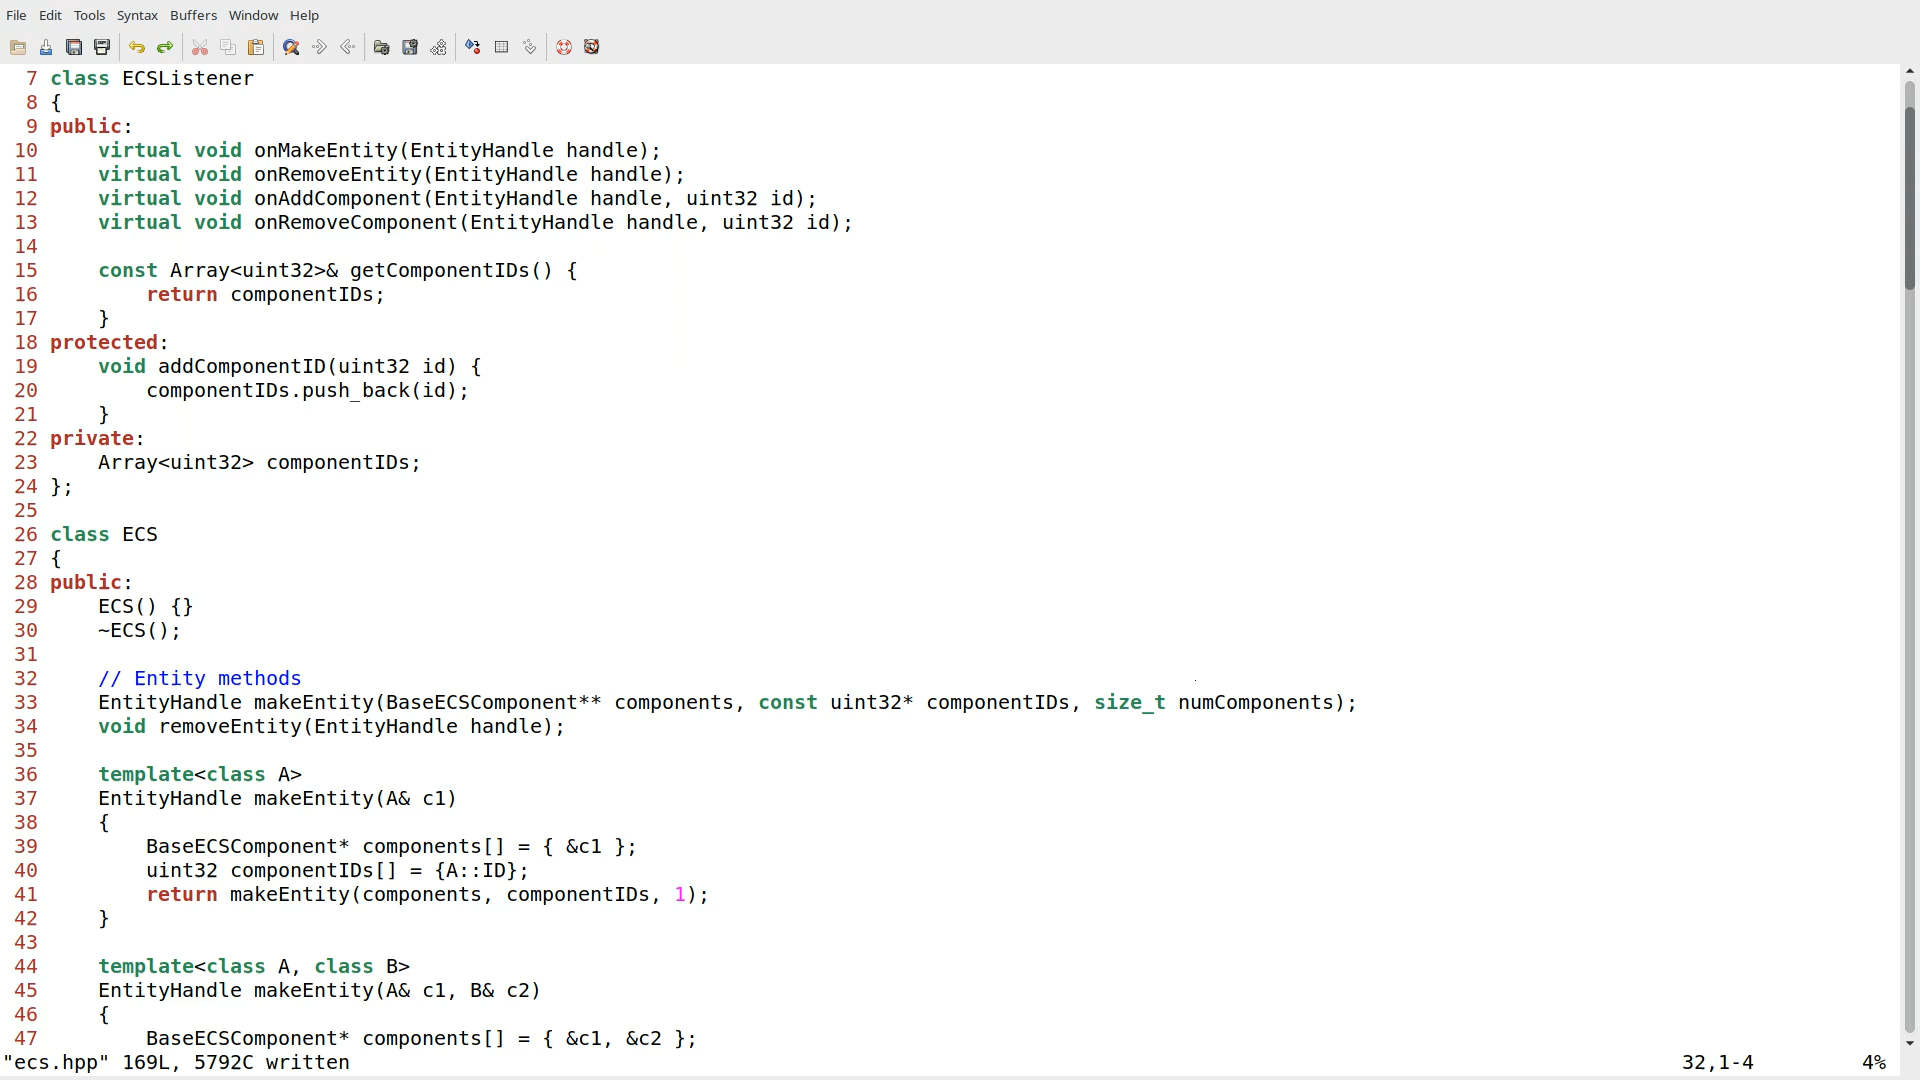 File Edit Tools Syntax Buffers Window Help
7 class ECSListener
8 {
9 public:
10     virtual void onMakeEntity(EntityHandle handle);
11     virtual void onRemoveEntity(EntityHandle handle);
12     virtual void onAddComponent(EntityHandle handle, uint32 id);
13     virtual void onRemoveComponent(EntityHandle handle, uint32 id);
14
15     const Array<uint32>& getComponentIDs() {
16         return componentIDs;
17     }
18 protected:
19     void addComponentID(uint32 id) {
20         componentIDs.push_back(id);
21     }
22 private:
23     Array<uint32> componentIDs;
24 };
25
26 class ECS
27 {
28 public:
29     ECS() {}
30     ~ECS();
31
32     // Entity methods
33     EntityHandle makeEntity(BaseECSComponent** components, const uint32* componentIDs, size_t numComponents);
34     void removeEntity(EntityHandle handle);
35
36     template<class A>
37     EntityHandle makeEntity(A& c1)
38     {
39         BaseECSComponent* components[] = { &c1 };
40         uint32 componentIDs[] = {A::ID};
41         return makeEntity(components, componentIDs, 1);
42     }
43
44     template<class A, class B>
45     EntityHandle makeEntity(A& c1, B& c2)
46     {
47         BaseECSComponent* components[] = { &c1, &c2 };
"ecs.hpp" 169L, 5792C written 32,1-4 4%